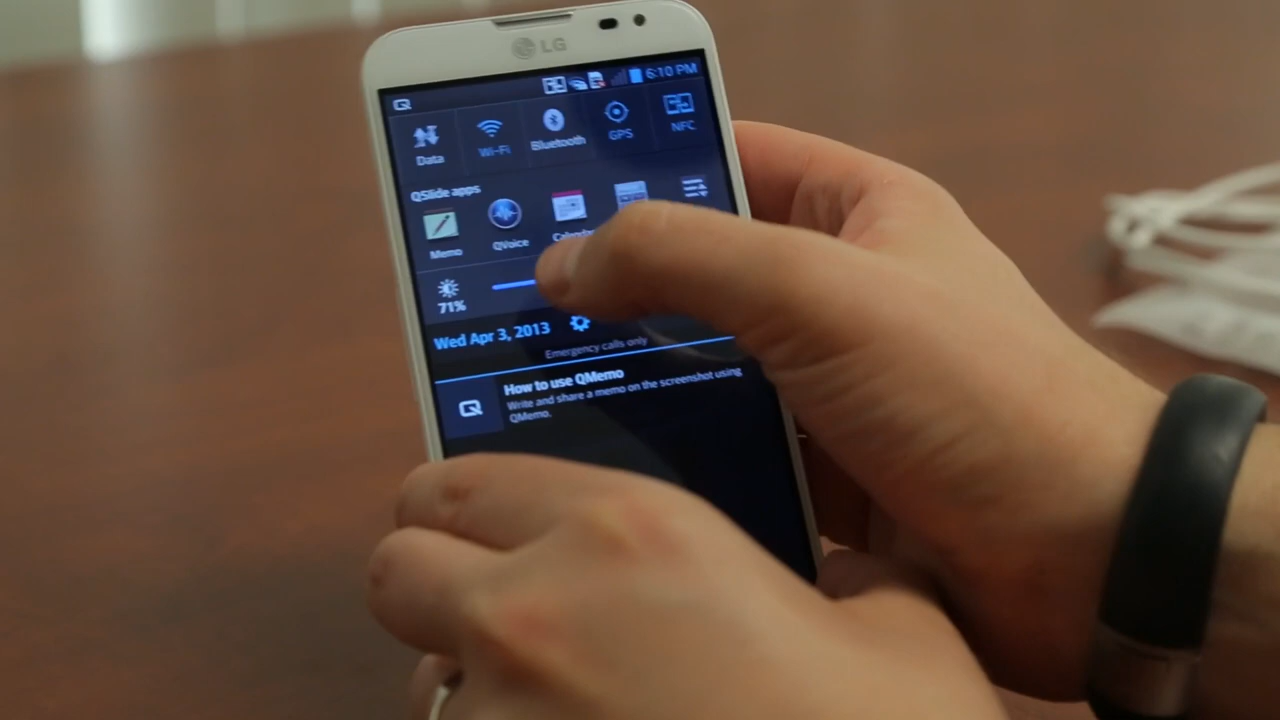 LG
6:10 PM
Data
Wi-Fi
Bluetooth
GPS
NFC
QSlide apps
Memo
QVoice
71%
Wed Apr 3, 2013
Emergency calls only
How to use QMemo
Write and share a memo on the screenshot using
QMemo.